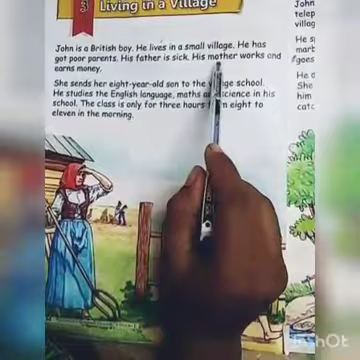 3 Living in a Village
John is a British boy. He lives in a small village. He has
got poor parents. His father is sick. His mother works and
earns money.
She sends her eight-year-old son to the village school.
He studies the English language, maths and science in his
school. The class is only for three hours from eight to
eleven in the morning.
John
telep
villag
He s
mark
"goes
She
him
catc